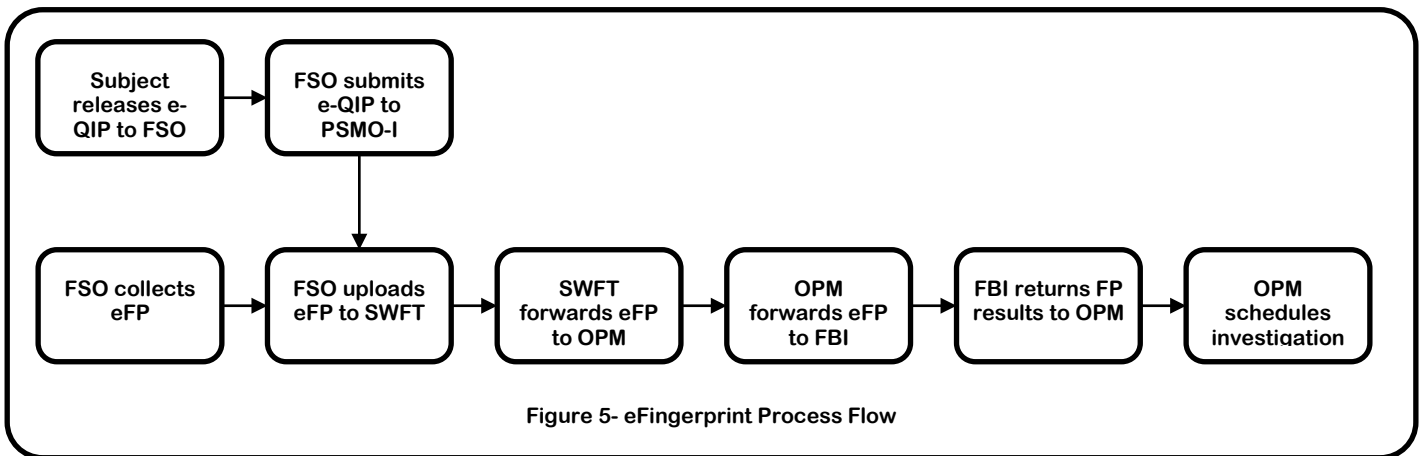 Subject
releases e-
QIP to FSO
FSO submits
e-QIP to
PSMO-I
FSO collects
eFP
FSO uploads
eFP to SWFT
SWFT
forwards eFP
to OPM
OPM
forwards eFP
to FBI
FBI returns FP
results to OPM
OPM
schedules
investigation
Figure 5- eFingerprint Process Flow